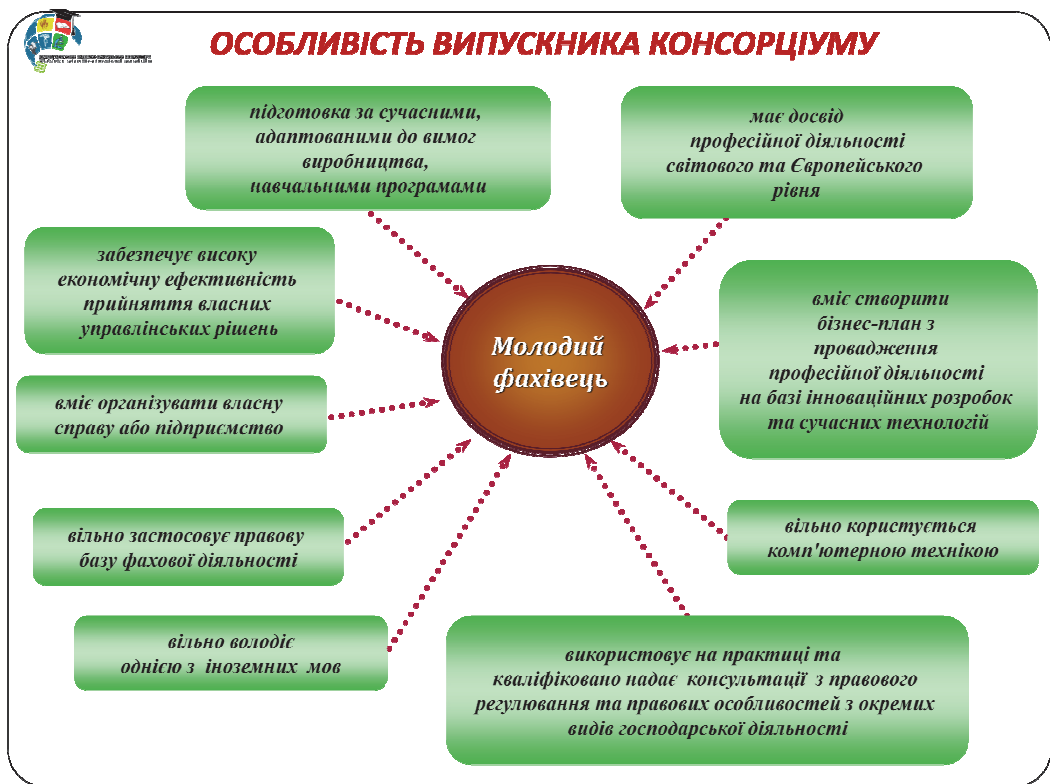 ОСОБЛИВІСТЬ ВИПУСКНИКА КОНСОРЦІУМУ
підготовка за сучасними,
адаптованими до вимог
виробництва,
навчальними програмами
має досвід
професійної діяльності
світового та Європейського
рівня
забезпечує високу
економічну ефективність
прийняття власних
управлінських рішень
вміє створити
бізнес-план з
провадження
професійної діяльності
на базі інноваційних розробок
та сучасних технологій
Молодий
фахівець
вміє організувати власну
справу або підприємство
вільно застосовує правову
базу фахової діяльності
вільно користується
комп'ютерною технікою
вільно володіє
однією з іноземних мов
використовує на практиці та
кваліфіковано надає консультації з правового
регулювання та правових особливостей з окремих
видів господарської діяльності